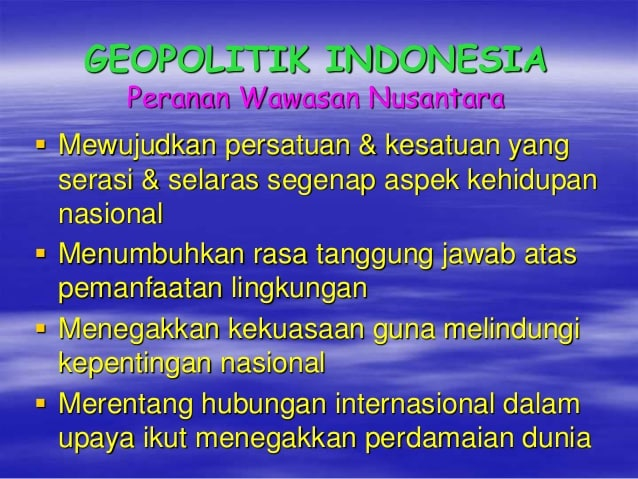 GEOPOLITIK INDONESIA
Peranan Wawasan Nusantara
▪ Mewujudkan persatuan & kesatuan yang
serasi & selaras segenap aspek kehidupan
nasional
▪ Menumbuhkan rasa tanggung jawab atas
pemanfaatan lingkungan
▪ Menegakkan kekuasaan guna melindungi
kepentingan nasional
▪ Merentang hubungan internasional dalam
upaya ikut menegakkan perdamaian dunia